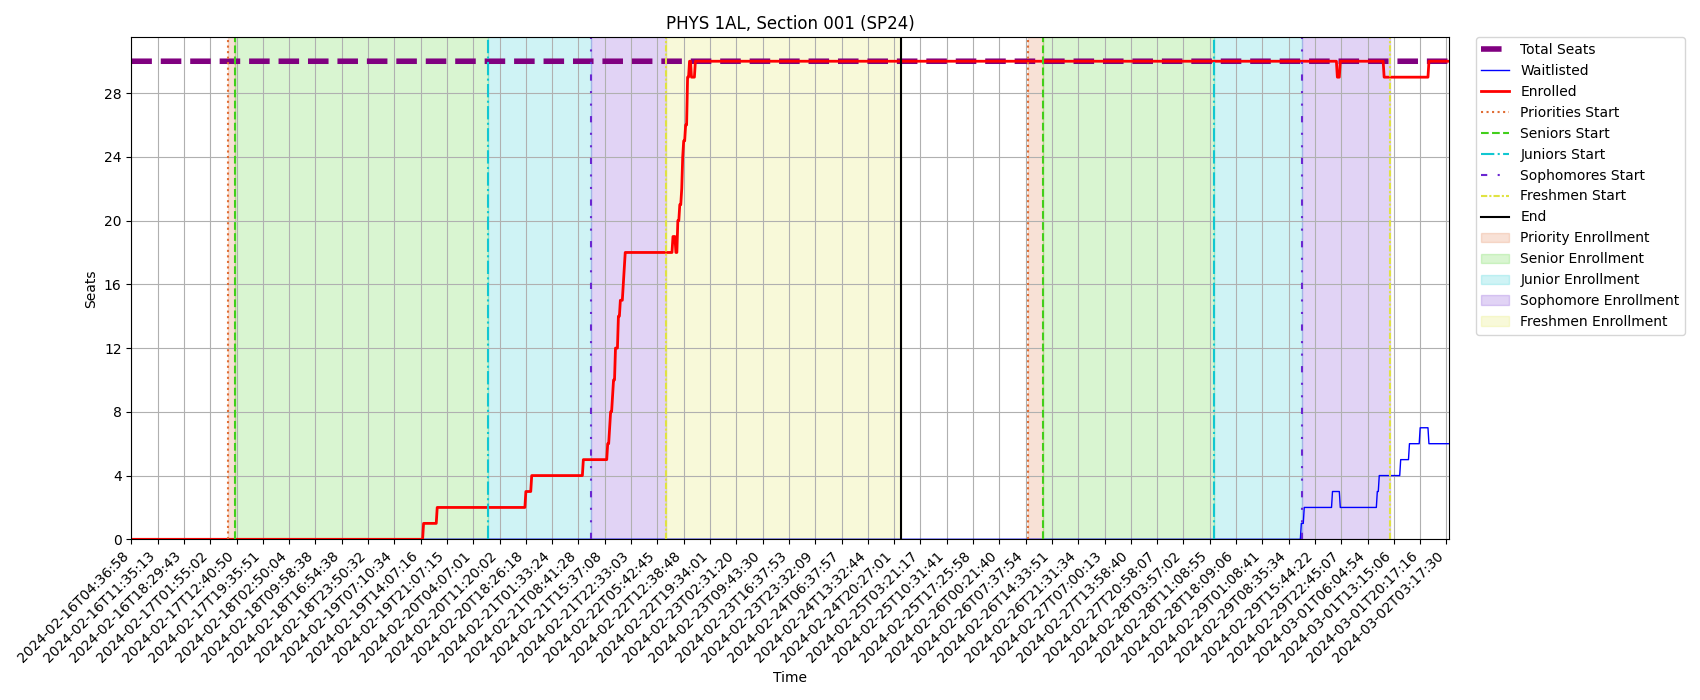 PHYS 1AL, Section 001 (SP24)
Seats
28
24
20
16
12
8
4
0
2024-02-16T04:36:58
2024-02-16T11:35:13
2024-02-16T18:29:43
2024-02-17T01:55:02
2024-02-17T12:40:50
2024-02-17T19:35:51
2024-02-18T02:50:04
2024-02-18T09:58:38
2024-02-18T16:54:38
2024-02-18T23:50:32
2024-02-19T07:10:34
2024-02-19T14:07:16
2024-02-19T21:07:15
2024-02-20T04:07:01
2024-02-20T11:20:02
2024-02-20T18:26:18
2024-02-21T01:33:24
2024-02-21T08:41:28
2024-02-21T15:37:08
2024-02-21T22:33:03
2024-02-22T05:42:45
2024-02-22T12:38:48
2024-02-22T19:34:01
2024-02-23T02:31:20
2024-02-23T09:43:30
2024-02-23T16:37:53
2024-02-23T23:32:09
2024-02-24T06:37:57
2024-02-24T13:32:44
2024-02-24T20:27:01
2024-02-25T03:21:17
2024-02-25T10:31:41
2024-02-25T17:25:58
2024-02-26T00:21:40
2024-02-26T07:37:54
2024-02-26T14:33:51
2024-02-26T21:31:34
2024-02-27T07:00:13
2024-02-27T13:58:40
2024-02-27T20:58:07
2024-02-28T03:57:02
2024-02-28T11:08:55
2024-02-28T18:09:06
2024-02-29T01:08:41
2024-02-29T08:35:34
2024-02-29T15:44:22
2024-02-29T22:45:07
2024-03-01T06:04:54
2024-03-01T13:15:06
2024-03-01T20:17:16
2024-03-02T03:17:30
Time
Total Seats
Waitlisted
Enrolled
Priorities Start
Seniors Start
Juniors Start
Sophomores Start
Freshmen Start
End
Priority Enrollment
Senior Enrollment
Junior Enrollment
Sophomore Enrollment
Freshmen Enrollment